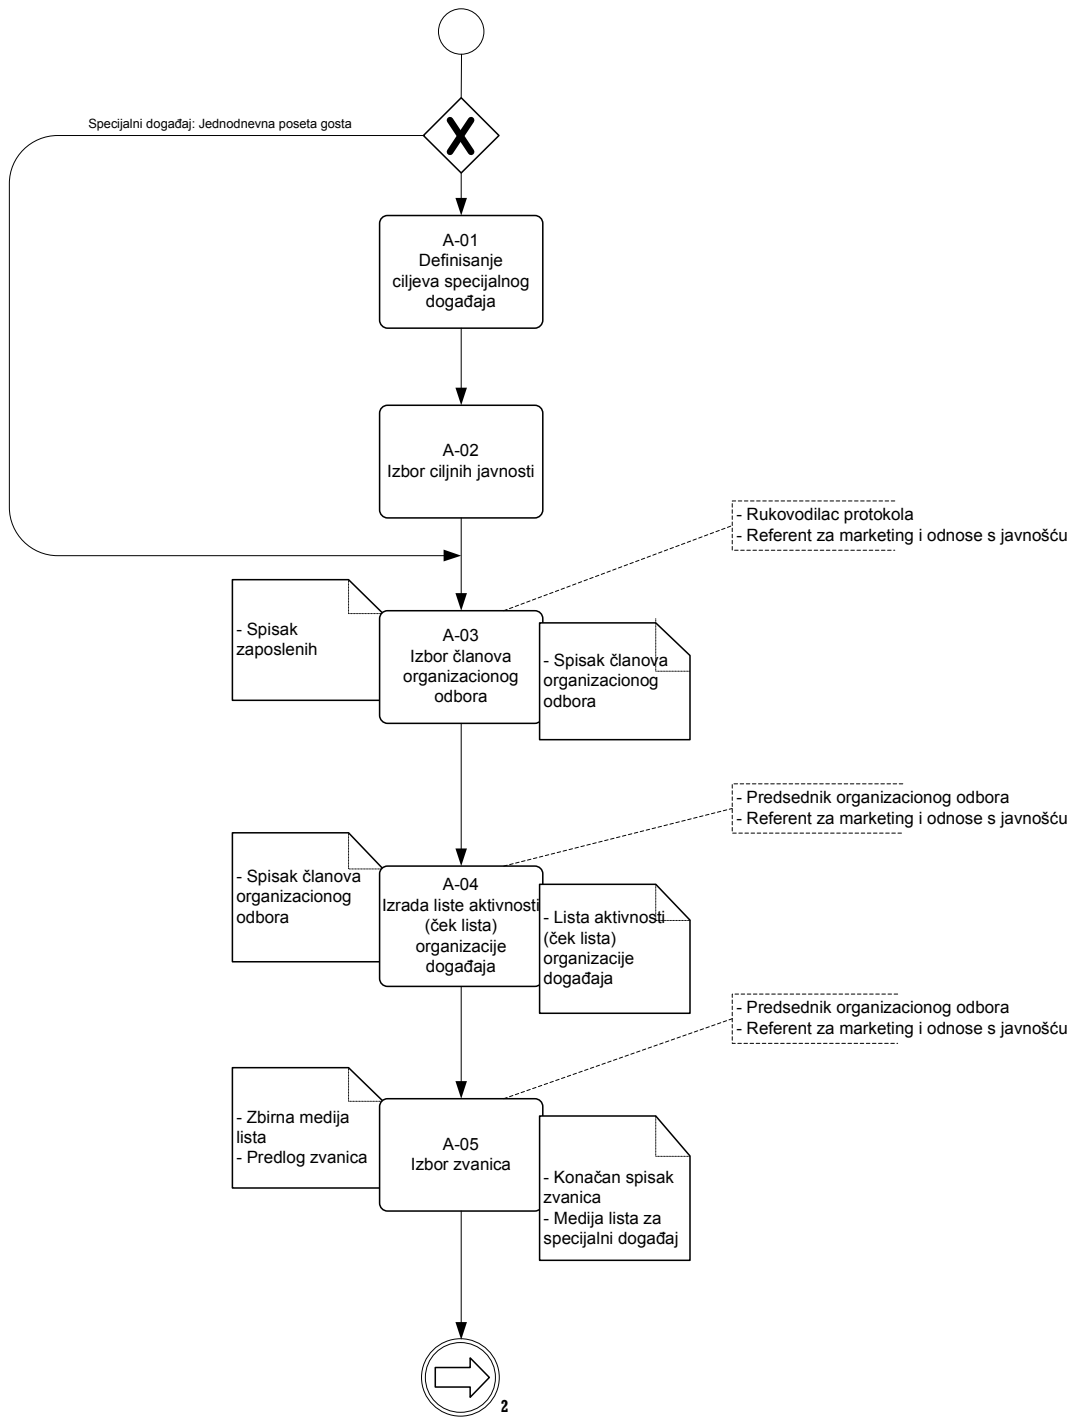 Specijalni događaj: Jednodnevna poseta gosta
X
A-01
Definisanje
ciljeva specijalnog
događaja
A-02
Izbor ciljnih javnosti
- Rukovodilac protokola
- Referent za marketing i odnose s javnošću
- Spisak
zaposlenih
A-03
Izbor članova
organizacionog
odbora
- Spisak članova
organizacionog
odbora
- Predsednik organizacionog odbora
- Referent za marketing i odnose s javnošću
- Spisak članova
organizacionog
odbora
A-04
Izrada liste aktivnosti
(ček lista)
organizacije
događaja
- Lista aktivnosti
(ček lista)
organizacije
događaja
- Predsednik organizacionog odbora
- Referent za marketing i odnose s javnošću
- Zbirna medija
lista
- Predlog zvanica
A-05
Izbor zvanica
- Konačan spisak
zvanica
- Medija lista za
specijalni događaj
2